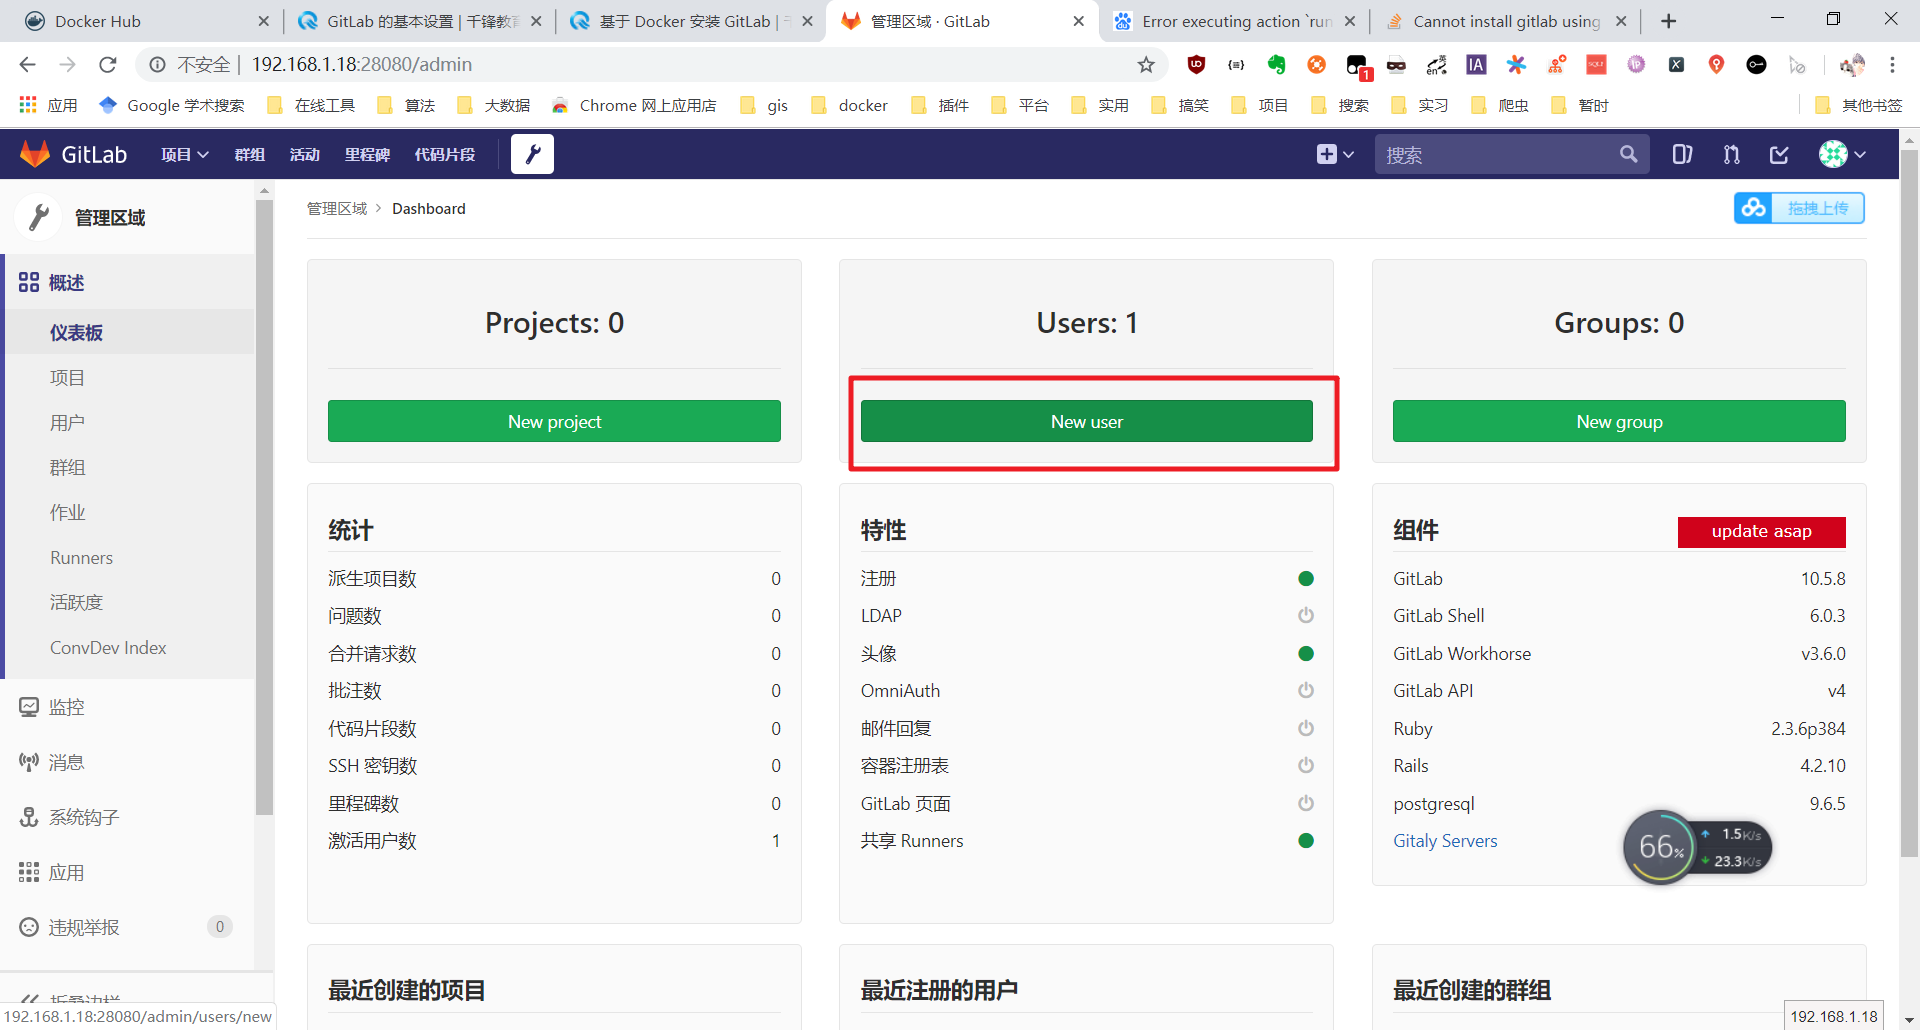 Docker Hub
GitLab 的基本设置 | 千锋教育
基于 Docker 安装 GitLab |
管理区域 · GitLab
Error executing action `run
Cannot install gitlab using
不安全 | 192.168.1.18:28080/admin
应用
Google 学术搜索
在线工具
算法
大数据
Chrome 网上应用店
gis
docker
插件
平台
实用
搞笑
项目
搜索
实习
爬虫
暂时
其他书签
GitLab
项目
群组
活动
里程碑
代码片段
搜索
管理区域
管理区域 > Dashboard
拖拽上传
概述
仪表板
项目
用户
群组
作业
Runners
活跃度
ConvDev Index
监控
消息
系统钩子
应用
违规举报 0
折叠边栏
192.168.1.18:28080/admin/users/new
Projects: 0
New project
Users: 1
New user
Groups: 0
New group
统计
派生项目数 0
问题数 0
合并请求数 0
批注数 0
代码片段数 0
SSH 密钥数 0
里程碑数 0
激活用户数 1
特性
注册
LDAP
头像
OmniAuth
邮件回复
容器注册表
GitLab 页面
共享 Runners
组件 update asap
GitLab 10.5.8
GitLab Shell 6.0.3
GitLab Workhorse v3.6.0
GitLab API v4
Ruby 2.3.6p384
Rails 4.2.10
postgresql 9.6.5
Gitaly Servers
66%
1.5K/s
23.3K/s
最近创建的项目
最近注册的用户
最近创建的群组
192.168.1.18